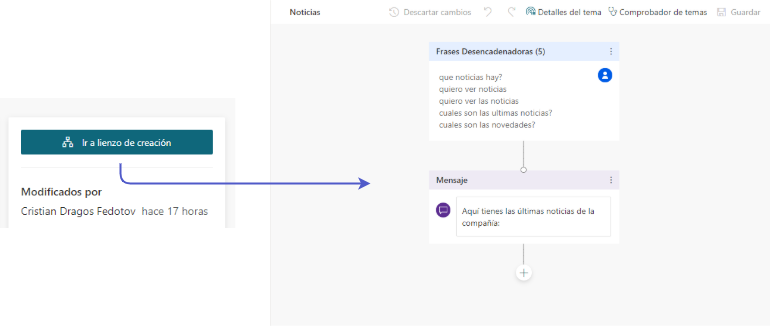 Noticias
Descartar cambios
Detalles del tema
Comprobador de temas
Guardar
Frases Desencadenadoras (5)
que noticias hay?
quiero ver noticias
quiero ver las noticias
cuales son las ultimas noticias?
cuales son las novedades?
Ir a lienzo de creación
Modificados por
Cristian Dragos Fedotov hace 17 horas
Mensaje
Aquí tienes las últimas noticias de la
compañía: